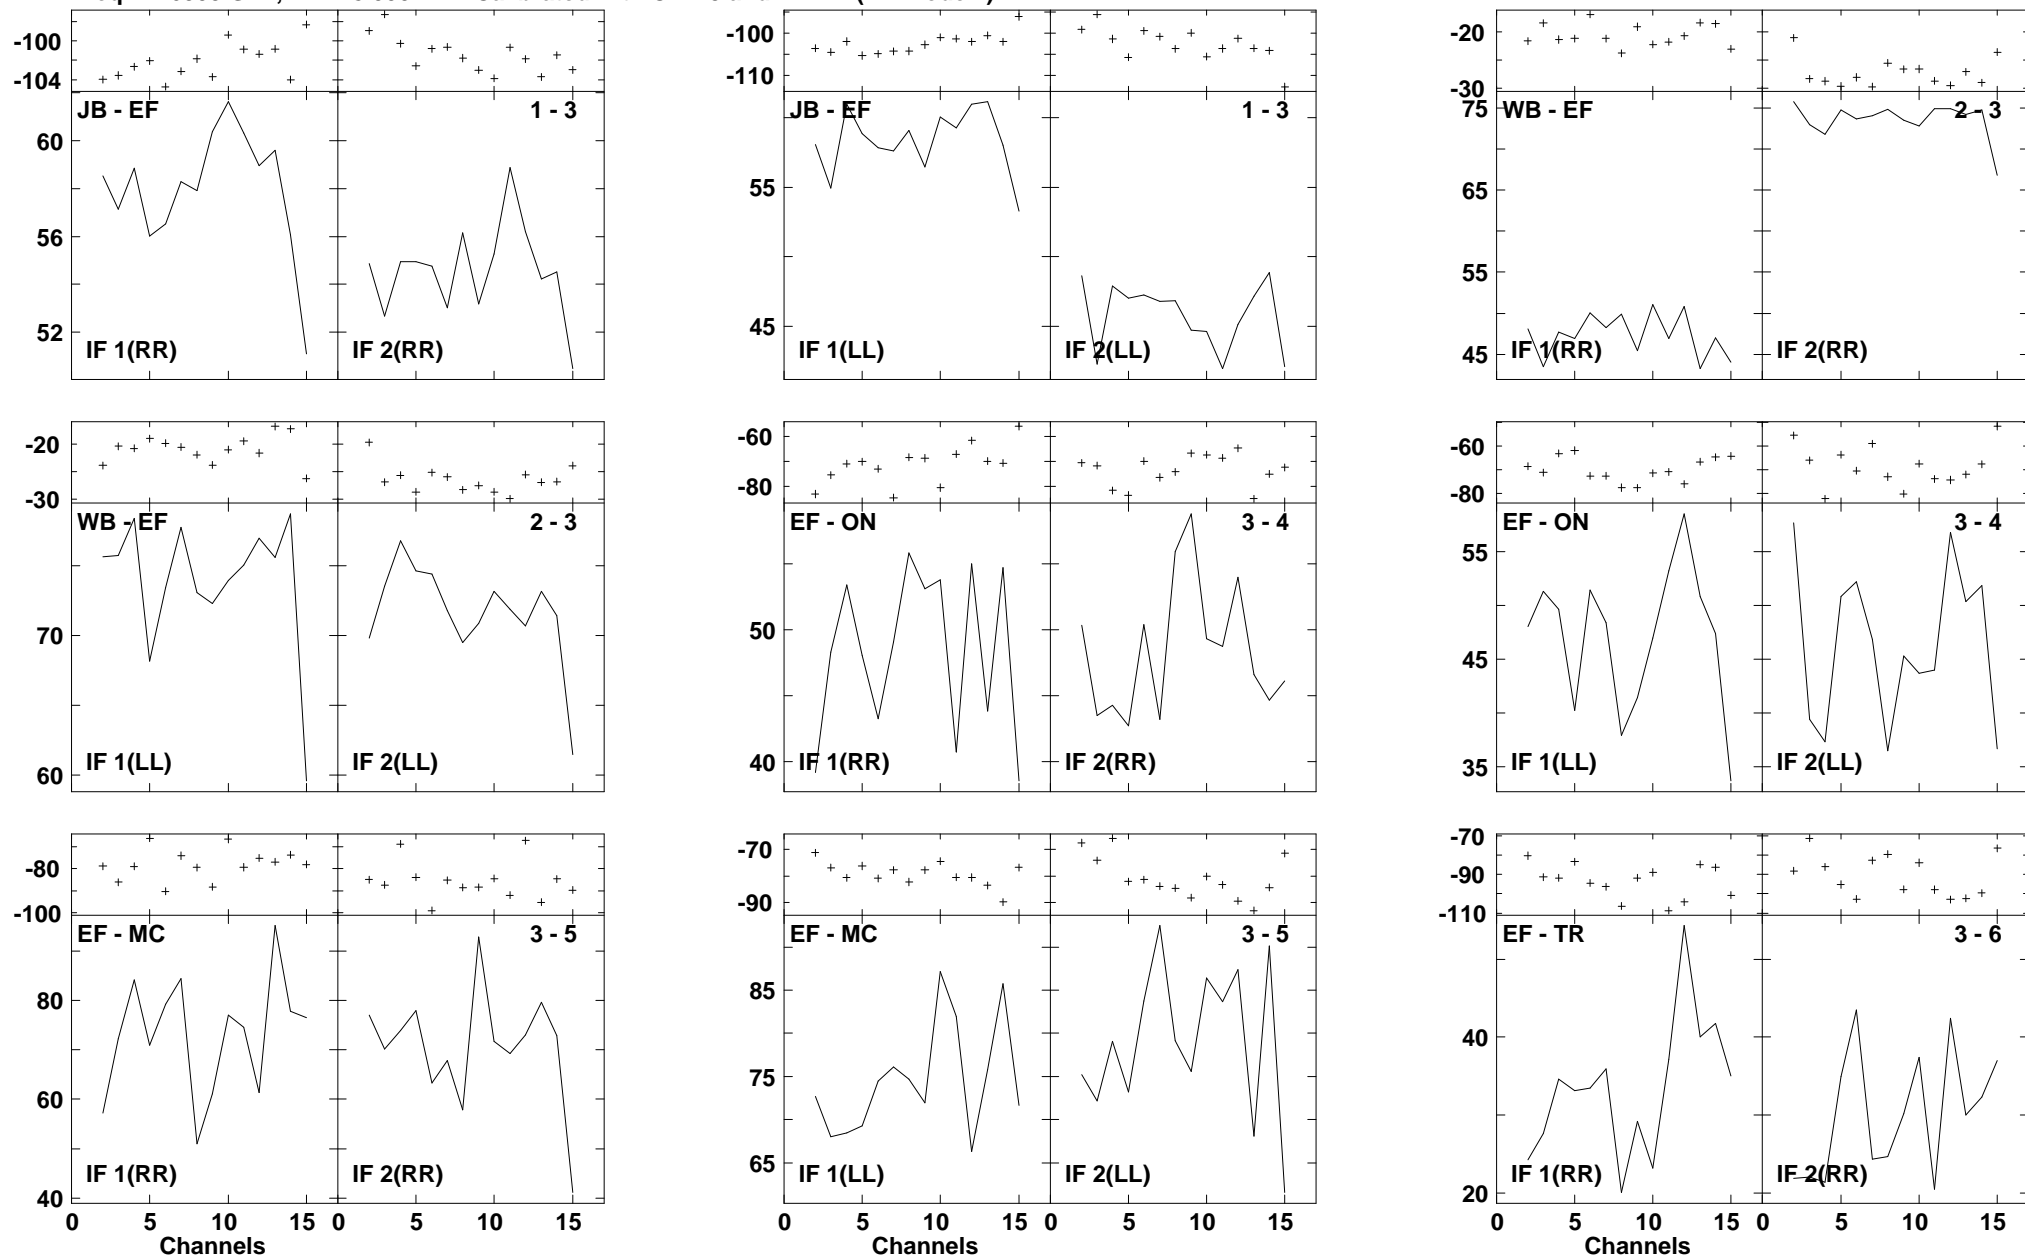 -100
-104
JB - EF
1 - 3
60
56
52
IF 1(RR)
IF 2(RR)
-100
-110
JB - EF
1 - 3
55
45
IF 1(LL)
IF 2(LL)
-20
-30
WB - EF
2 - 3
75
65
55
45
IF 1(RR)
IF 2(RR)
-20
-30
WB - EF
2 - 3
70
60
IF 1(LL)
IF 2(LL)
-60
-80
EF - ON
3 - 4
50
40
IF 1(RR)
IF 2(RR)
-60
-80
EF - ON
3 - 4
55
45
35
IF 1(LL)
IF 2(LL)
-80
-100
EF - MC
3 - 5
80
60
40
IF 1(RR)
IF 2(RR)
0 5 10 15 0 5 10 15
Channels
-70
-90
EF - MC
3 - 5
85
75
65
IF 1(LL)
IF 2(LL)
0 5 10 15 0 5 10 15
Channels
-70
-90
-110
EF - TR
3 - 6
40
20
IF 1(RR)
IF 2(RR)
0 5 10 15 0 5 10 15
Channels